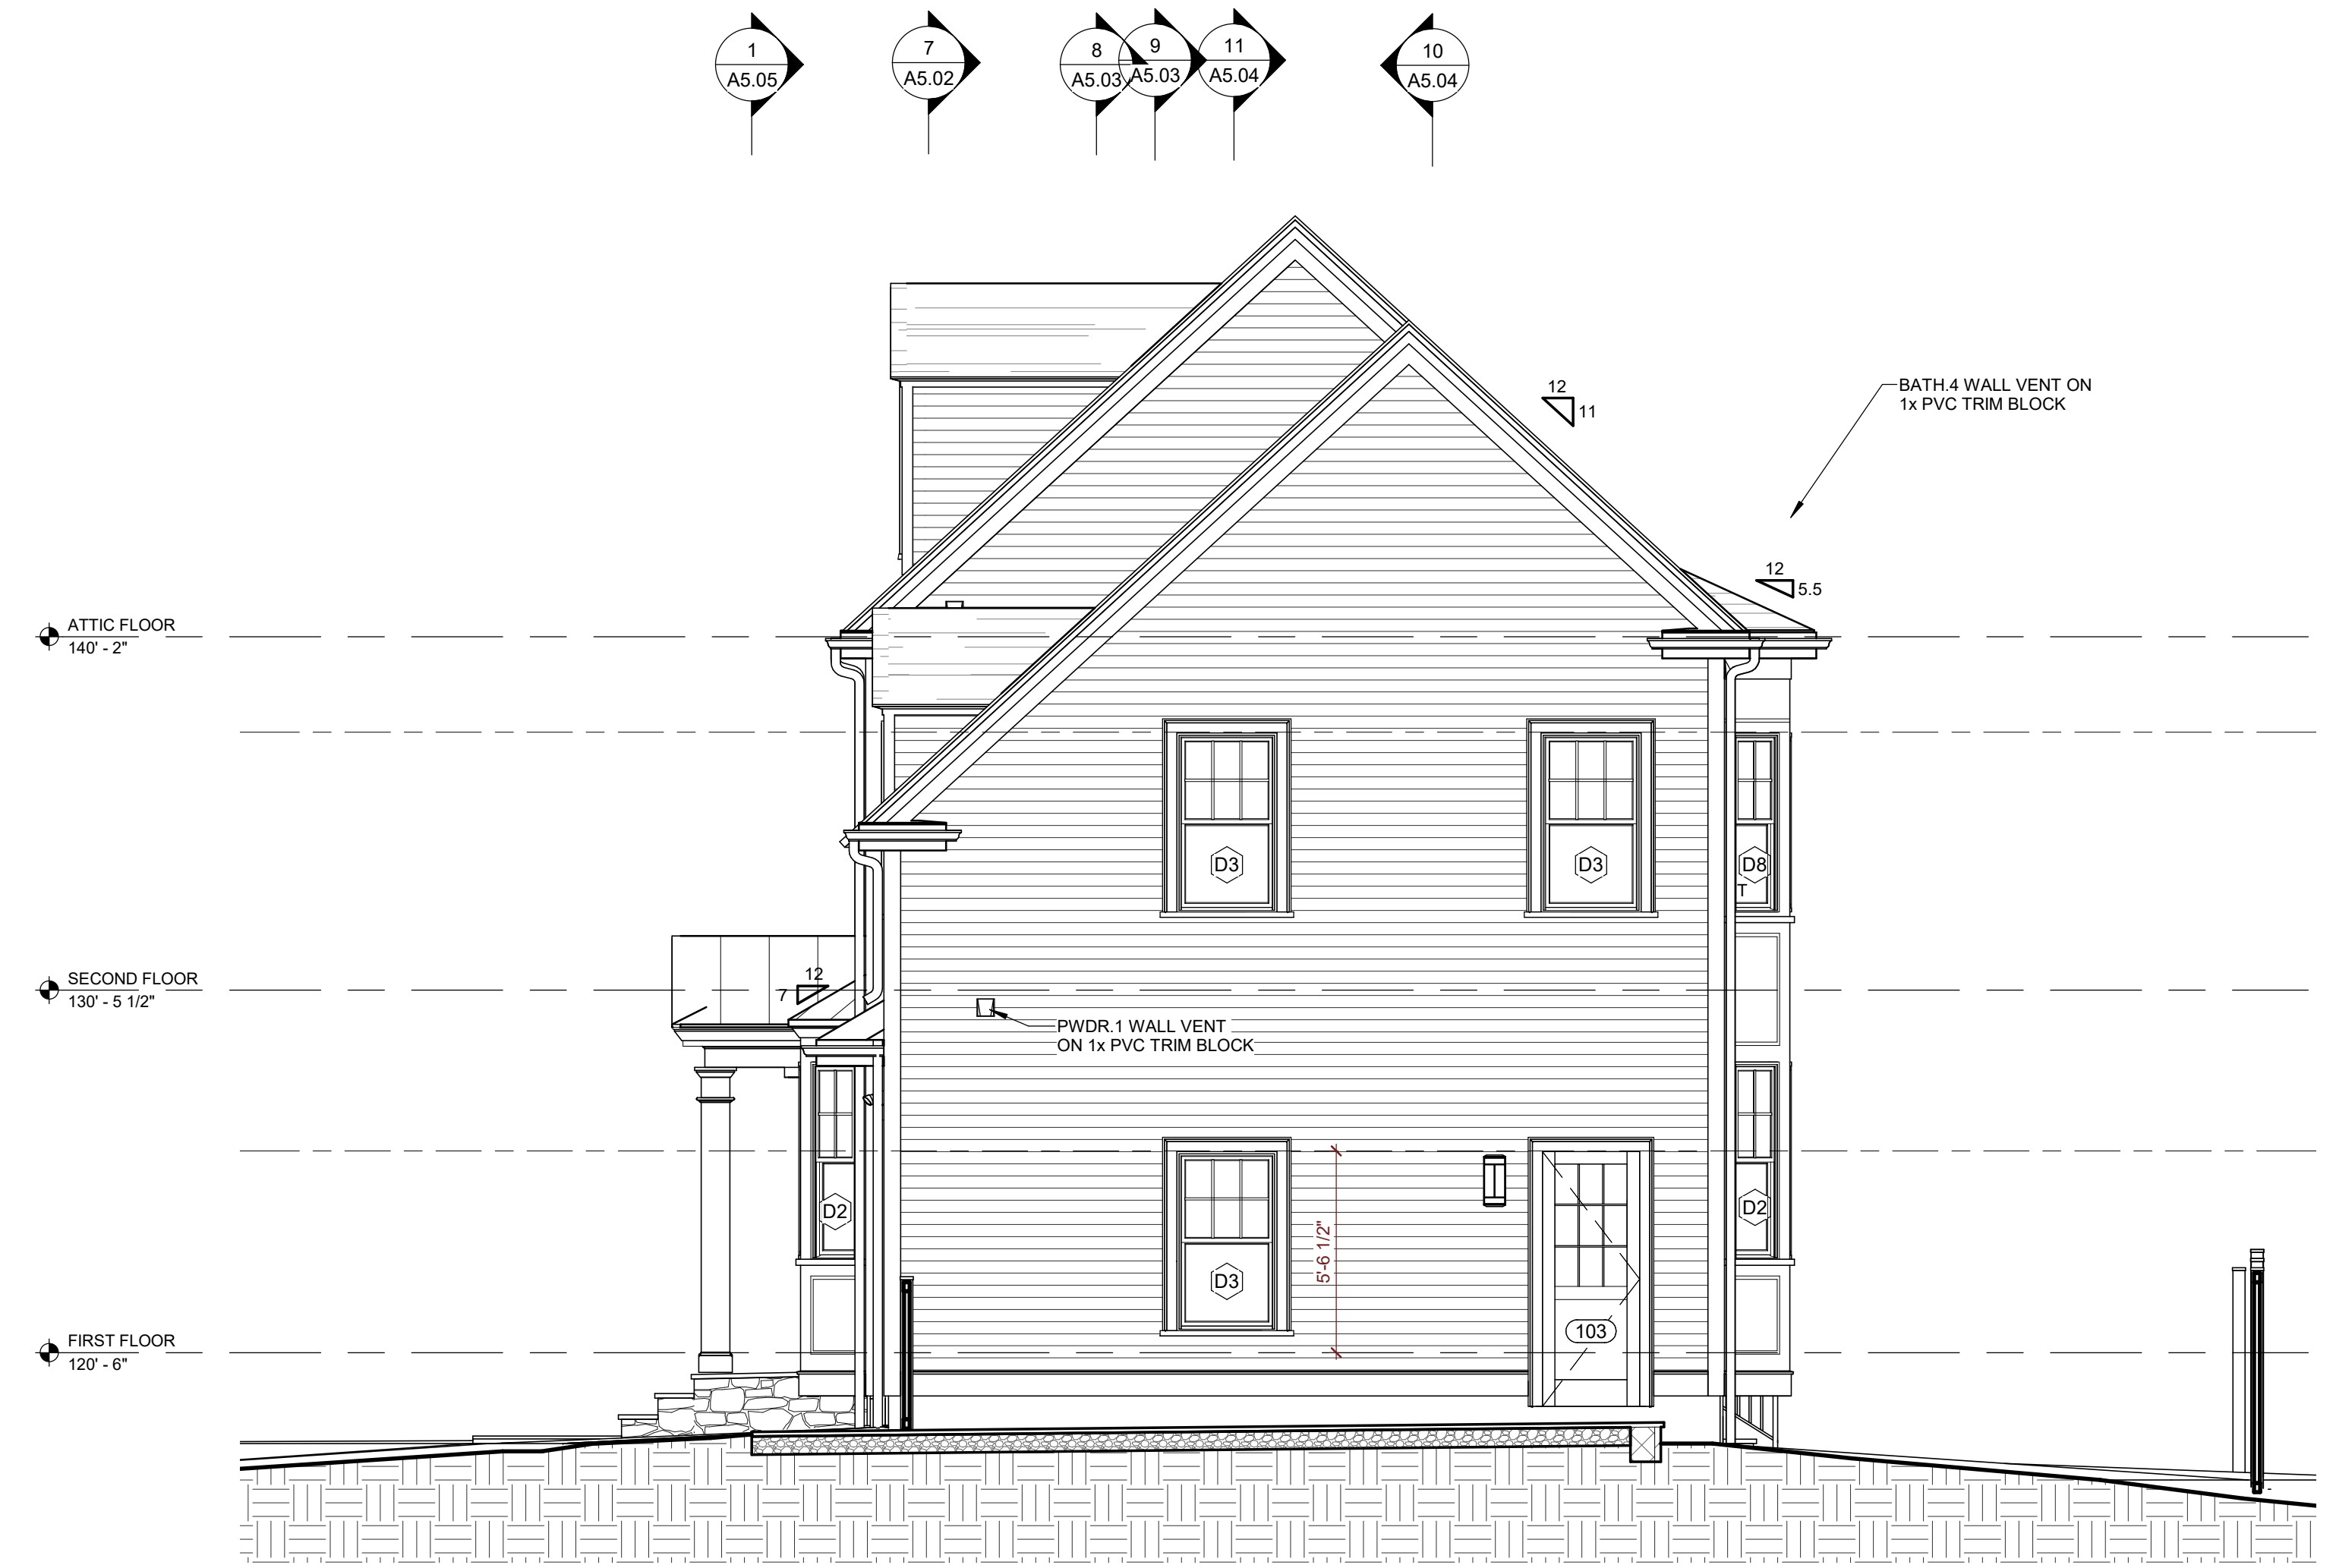 1
A5.05
7
A5.02
8
A5.03
9
A5.03
11
A5.04
10
A5.04
12
11
BATH.4 WALL VENT ON
1x PVC TRIM BLOCK
12
5.5
ATTIC FLOOR
140' - 2"
D3
D3
D8
T
SECOND FLOOR
130' - 5 1/2"
12
7
PWDR.1 WALL VENT
ON 1x PVC TRIM BLOCK
D2
D2
5'-6 1/2"
D3
103
FIRST FLOOR
120' - 6"